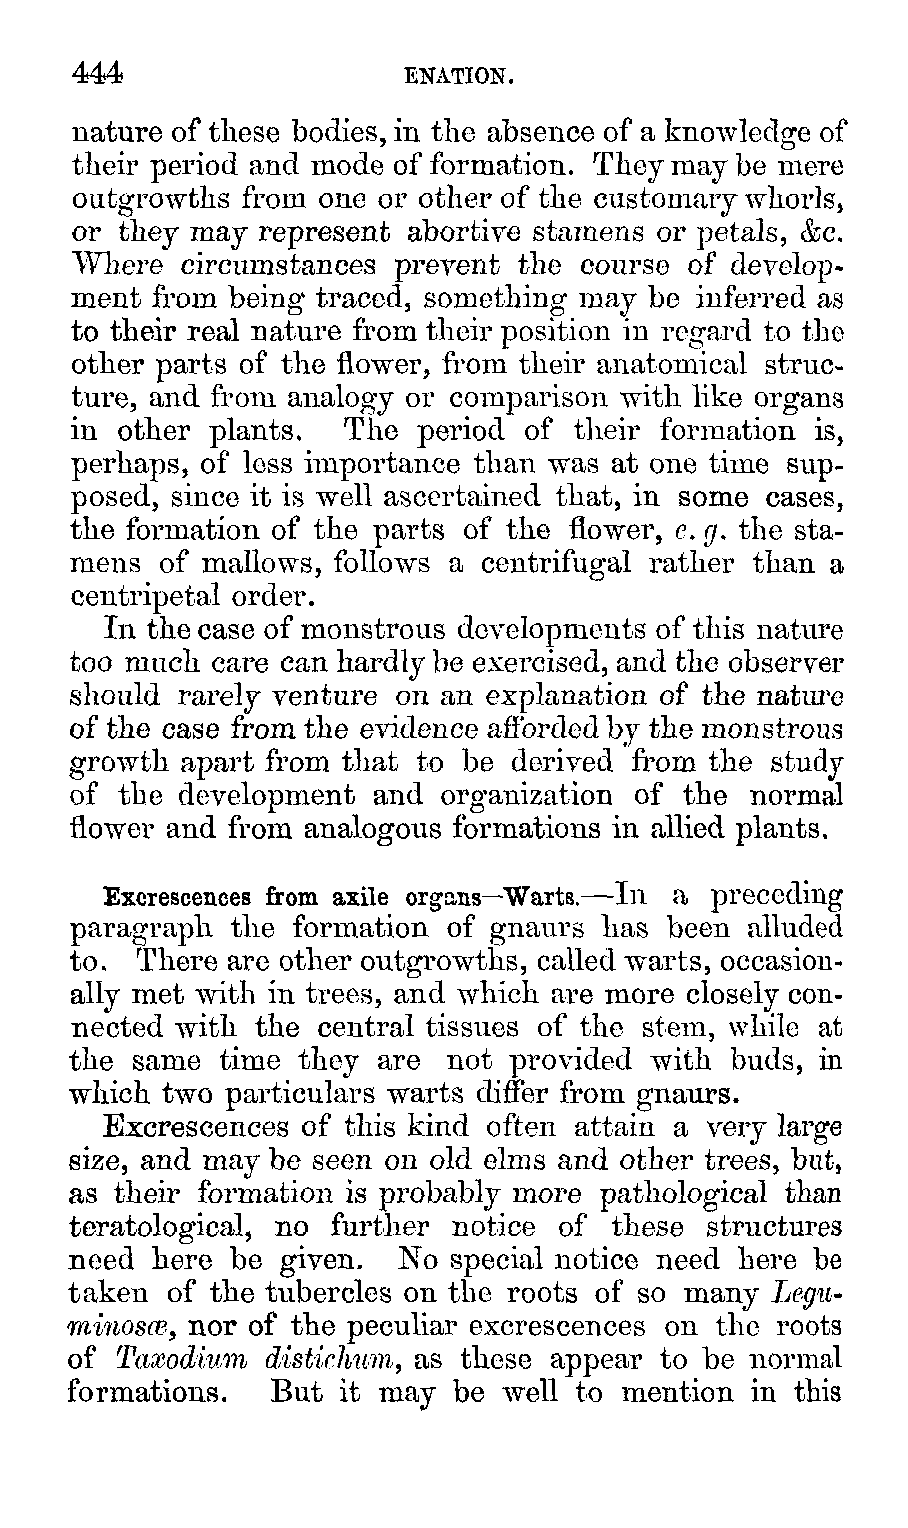 444 ENATION.
nature of these bodies, in the absence of a knowledge of
their period and mode of formation. They may be mere
outgrowths from one or other of the customary whorls,
or they may represent abortive stamens or petals, &c.
Where circumstances prevent the course of develop-
ment from being traced, something may be inferred as
to their real nature from their position in regard to the
other parts of the flower, from their anatomical struc-
ture, and from analogy or comparison with like organs
in other plants. The period of their formation is,
perhaps, of less importance than was at one time sup-
posed, since it is well ascertained that, in some cases,
the formation of the parts of the flower, e. g. the sta-
mens of mallows, follows a centrifugal rather than a
centripetal order.
In the case of monstrous developments of this nature
too much care can hardly be exercised, and the observer
should rarely venture on an explanation of the nature
of the case from the evidence afforded by the monstrous
growth apart from that to be derived from the study
of the development and organization of the normal
flower and from analogous formations in allied plants.
Excrescences from axile organs—Warts.—In a preceding
paragraph the formation of gnaurs has been alluded
to. There are other outgrowths, called warts, occasion-
ally met with in trees, and which are more closely con-
nected with the central tissues of the stem, while at
the same time they are not provided with buds, in
which two particulars warts differ from gnaurs.
Excrescences of this kind often attain a very large
size, and may be seen on old elms and other trees, but,
as their formation is probably more pathological than
teratological, no further notice of these structures
need here be given. No special notice need here be
taken of the tubercles on the roots of so many Legu-
minosæ, nor of the peculiar excrescences on the roots
of Taxodium distichum, as these appear to be normal
formations. But it may be well to mention in this